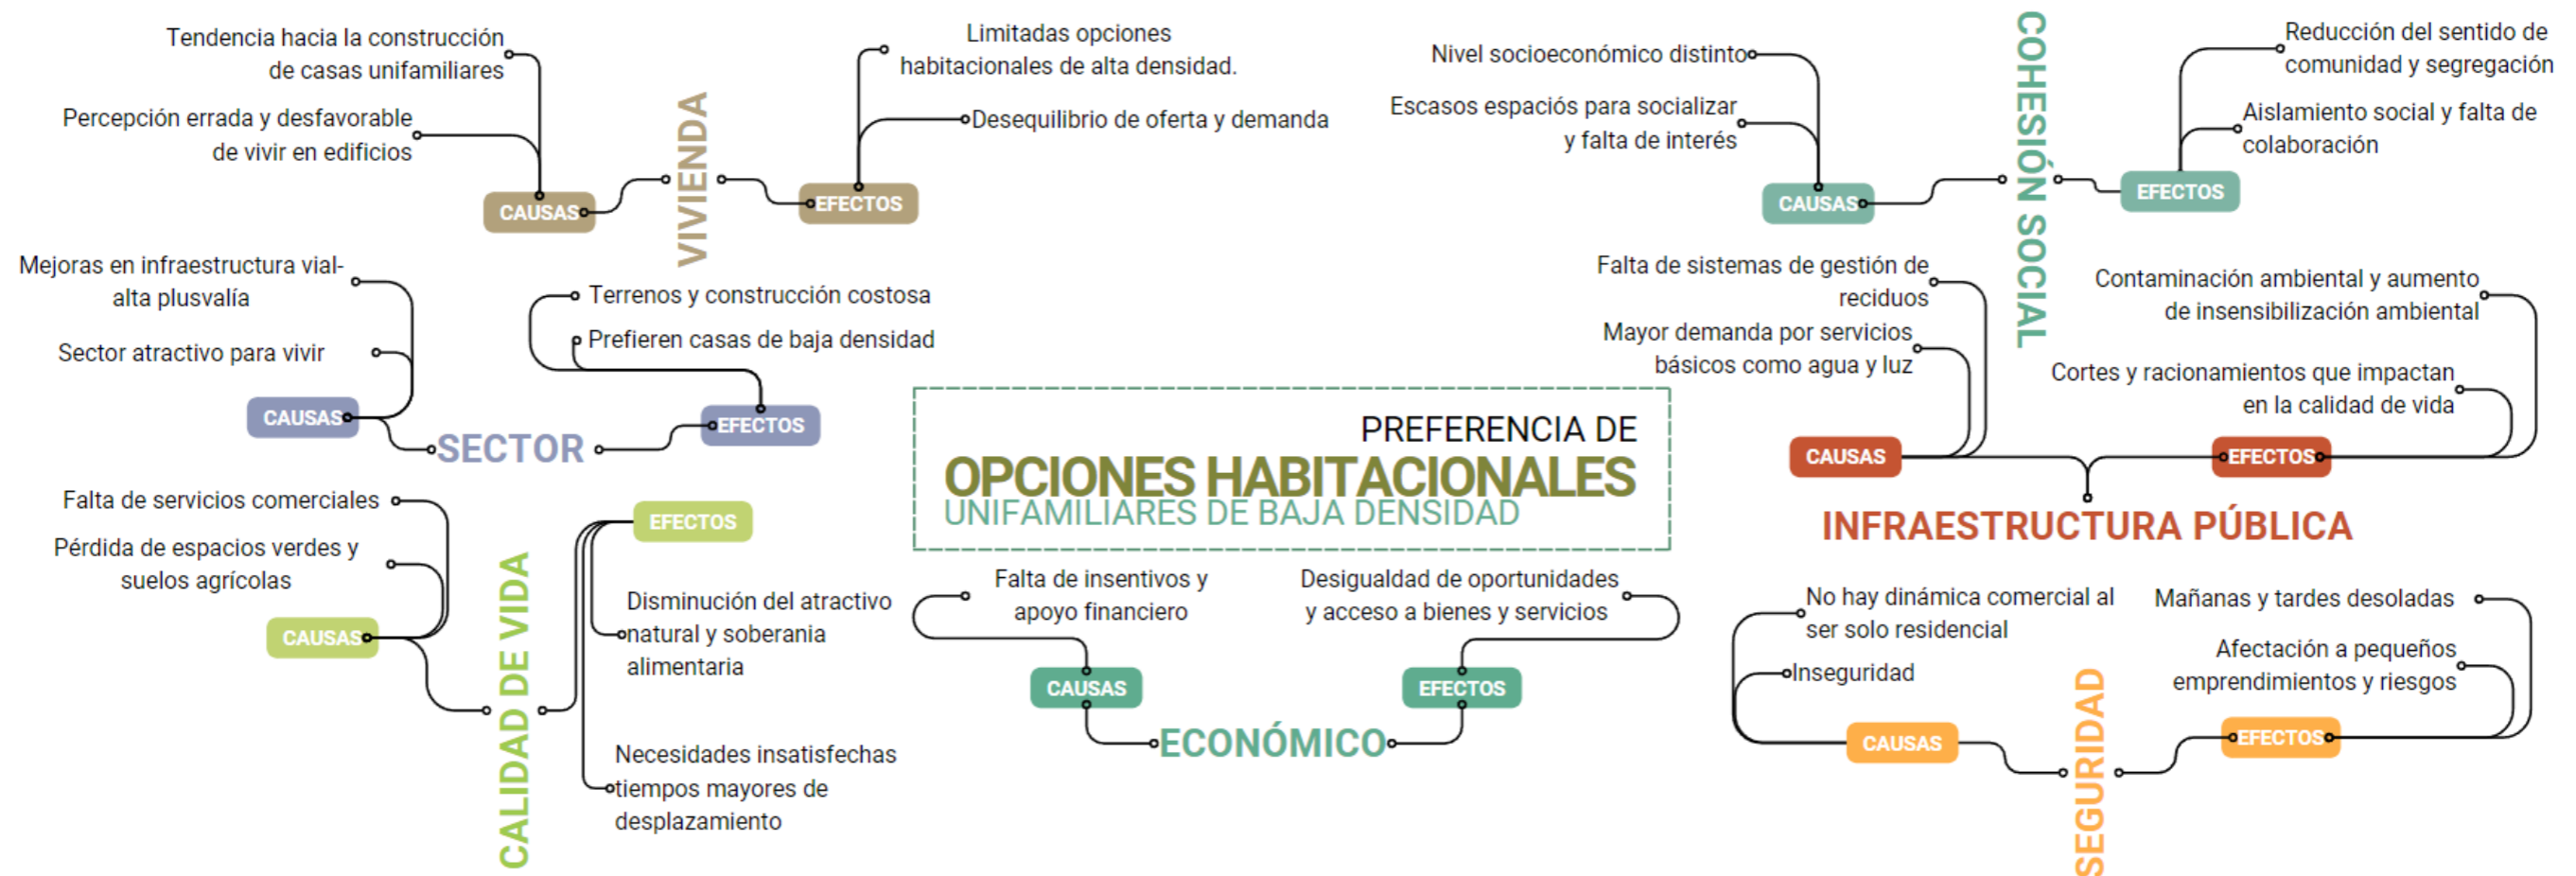 Tendencia hacia la construcción
de casas unifamiliares
Percepción errada y desfavorable
de vivir en edificios
CAUSAS
VIVIENDA
Limitadas opciones
habitacionales de alta densidad.
Desequilibrio de oferta y demanda
EFECTOS
Nivel socioeconómico distinto
Escasos espaciós para socializar
y falta de interés
CAUSAS
COHESIÓN SOCIAL
Reducción del sentido de
comunidad y segregación
Aislamiento social y falta de
colaboración
EFECTOS
Mejoras en infraestructura vial-
alta plusvalía
Sector atractivo para vivir
CAUSAS
SECTOR
Terrenos y construcción costosa
Prefieren casas de baja densidad
EFECTOS
PREFERENCIA DE
OPCIONES HABITACIONALES
UNIFAMILIARES DE BAJA DENSIDAD
Falta de sistemas de gestión de
reciduos
Mayor demanda por servicios
básicos como agua y luz
CAUSAS
Contaminación ambiental y aumento
de insensibilización ambiental
Cortes y racionamientos que impactan
en la calidad de vida
EFECTOS
INFRAESTRUCTURA PÚBLICA
Falta de servicios comerciales
Pérdida de espacios verdes y
suelos agrícolas
CAUSAS
CALIDAD DE VIDA
EFECTOS
Disminución del atractivo
natural y soberania
alimentaria
Necesidades insatisfechas
tiempos mayores de
desplazamiento
Falta de insentivos y
apoyo financiero
CAUSAS
Desigualdad de oportunidades
y acceso a bienes y servicios
EFECTOS
ECONÓMICO
No hay dinámica comercial al
ser solo residencial
Inseguridad
CAUSAS
SEGURIDAD
Mañanas y tardes desoladas
Afectación a pequeños
emprendimientos y riesgos
EFECTOS